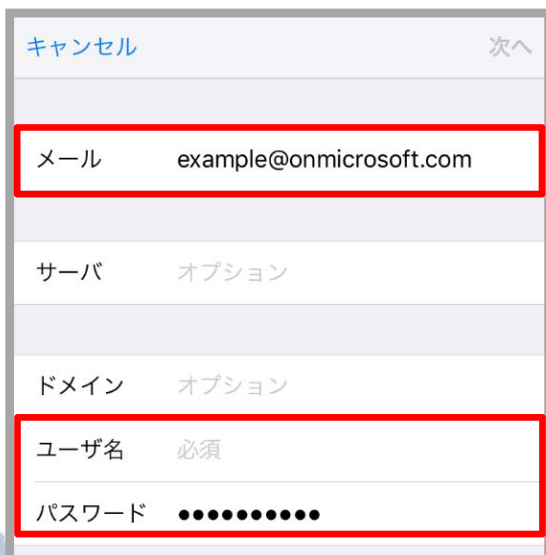 キャンセル 次へ
メール example@onmicrosoft.com
サーバ オプション
ドメイン オプション
ユーザ名 必須
パスワード ●●●●●●●●●●